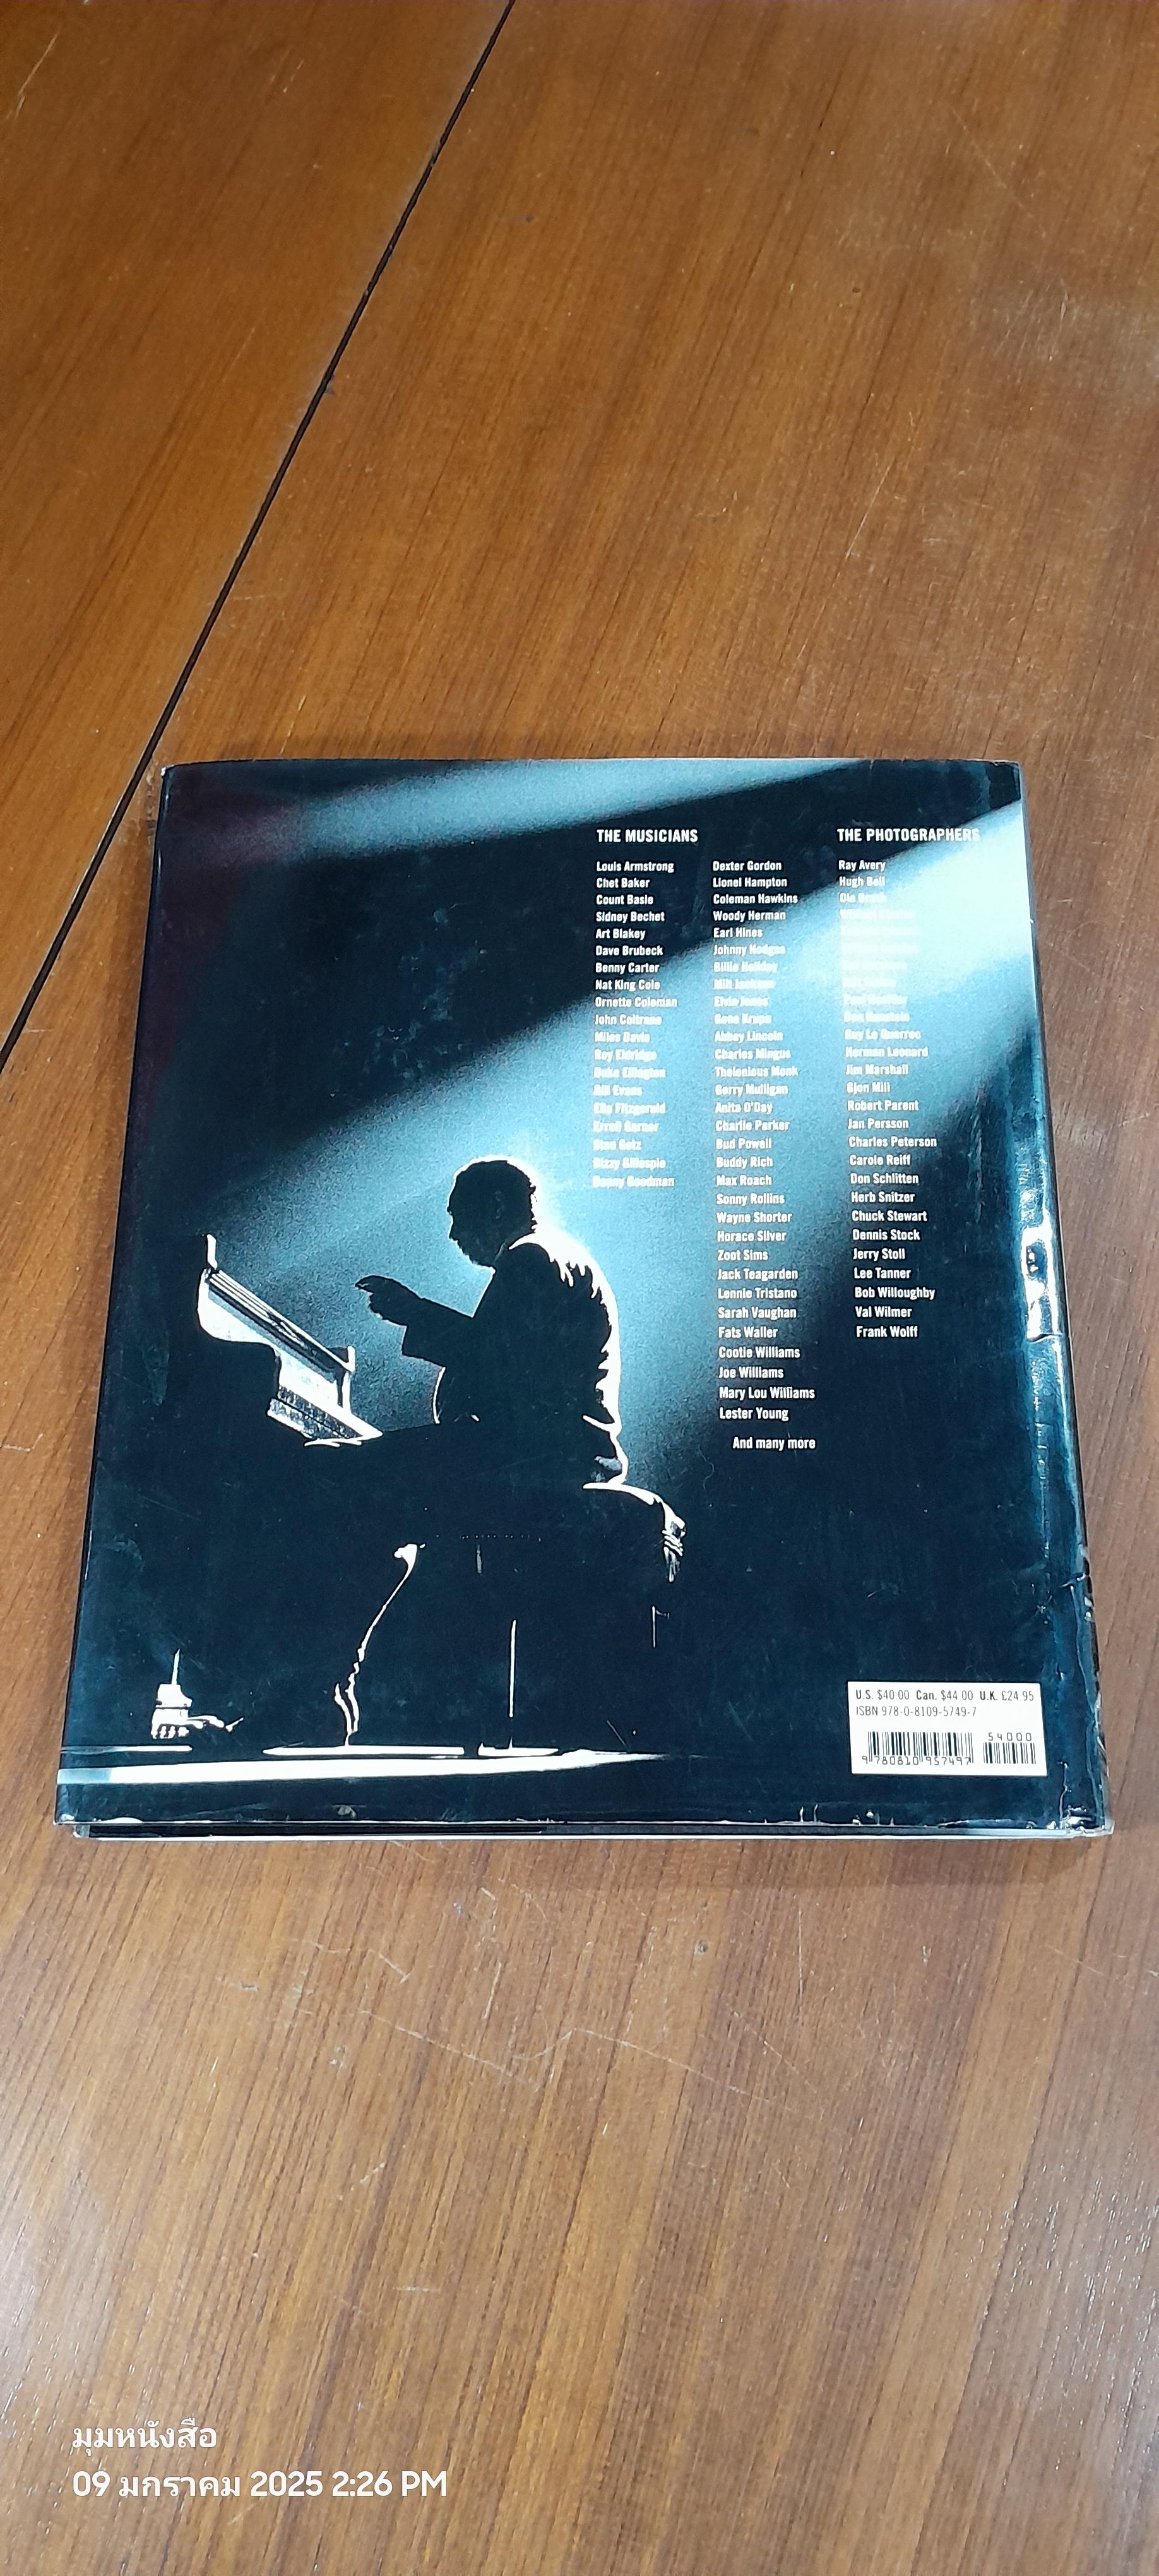 THE MUSICIANS
Louis Armstrong
Chet Baker
Count Basie
Sidney Bechet
Art Blakey
Dave Brubeck
Benny Carter
Nat King Cole
Ornette Coleman
John Coltrane
Miles Davis
Roy Eldridge
Duke Ellington
Bill Evans
Ella Fitzgerald
Erroll Garner
Stan Getz
Dizzy Gillespie
Benny Goodman
Dexter Gordon
Lionel Hampton
Coleman Hawkins
Woody Herman
Earl Hines
Johnny Hodges
Billie Holiday
Milt Jackson
Elvin Jones
Gene Krupa
Abbey Lincoln
Charles Mingus
Thelonious Monk
Gerry Mulligan
Anita O'Day
Charlie Parker
Bud Powell
Buddy Rich
Max Roach
Sonny Rollins
Wayne Shorter
Horace Silver
Zoot Sims
Jack Teagarden
Lennie Tristano
Sarah Vaughan
Fats Waller
Cootie Williams
Joe Williams
Mary Lou Williams
Lester Young
And many more
THE PHOTOGRAPHERS
Ray Avery
Hugh Bell
Ole
Don Hunstein
Guy Le Querrec
Herman Leonard
Jim Marshall
Gjon Mili
Robert Parent
Jan Persson
Charles Peterson
Carole Reiff
Don Schlitten
Herb Snitzer
Chuck Stewart
Dennis Stock
Jerry Stoll
Lee Tanner
Bob Willoughby
Val Wilmer
Frank Wolff
U.S. $40.00 Can. $44.00 U.K. £24.95
ISBN 978-0-8109-5749-7
54000
9 780810 957497
มุมหนังสือ
09 มกราคม 2025 2:26 PM